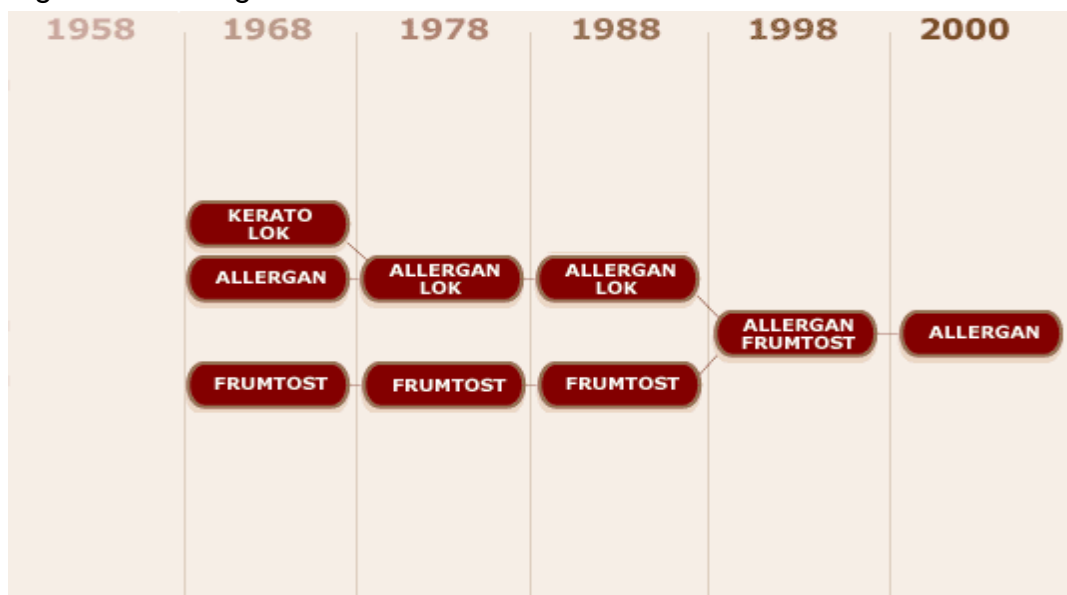 1958 1968 1978 1988 1998 2000
KERATO
LOK
ALLERGAN
ALLERGAN
LOK
ALLERGAN
LOK
ALLERGAN
FRUMTOST
ALLERGAN
FRUMTOST
FRUMTOST
FRUMTOST